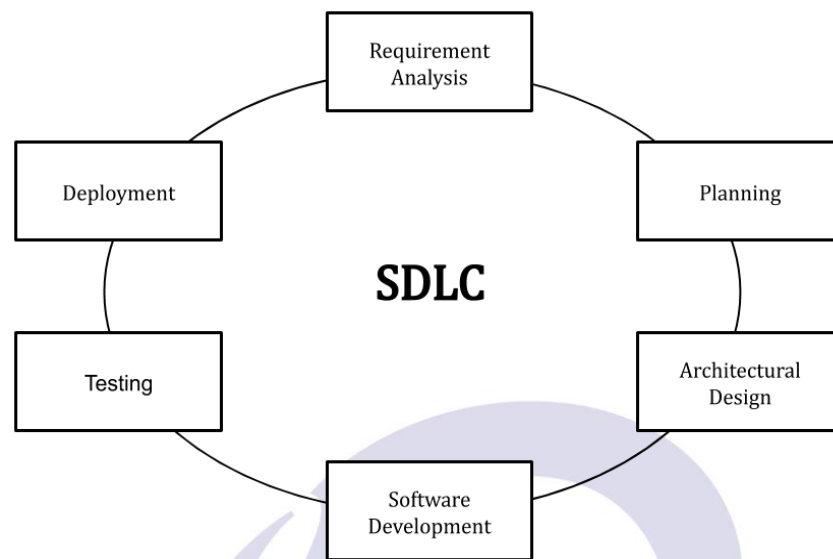 Requirement
Analysis
Deployment
Planning
SDLC
Testing
Architectural
Design
Software
Development